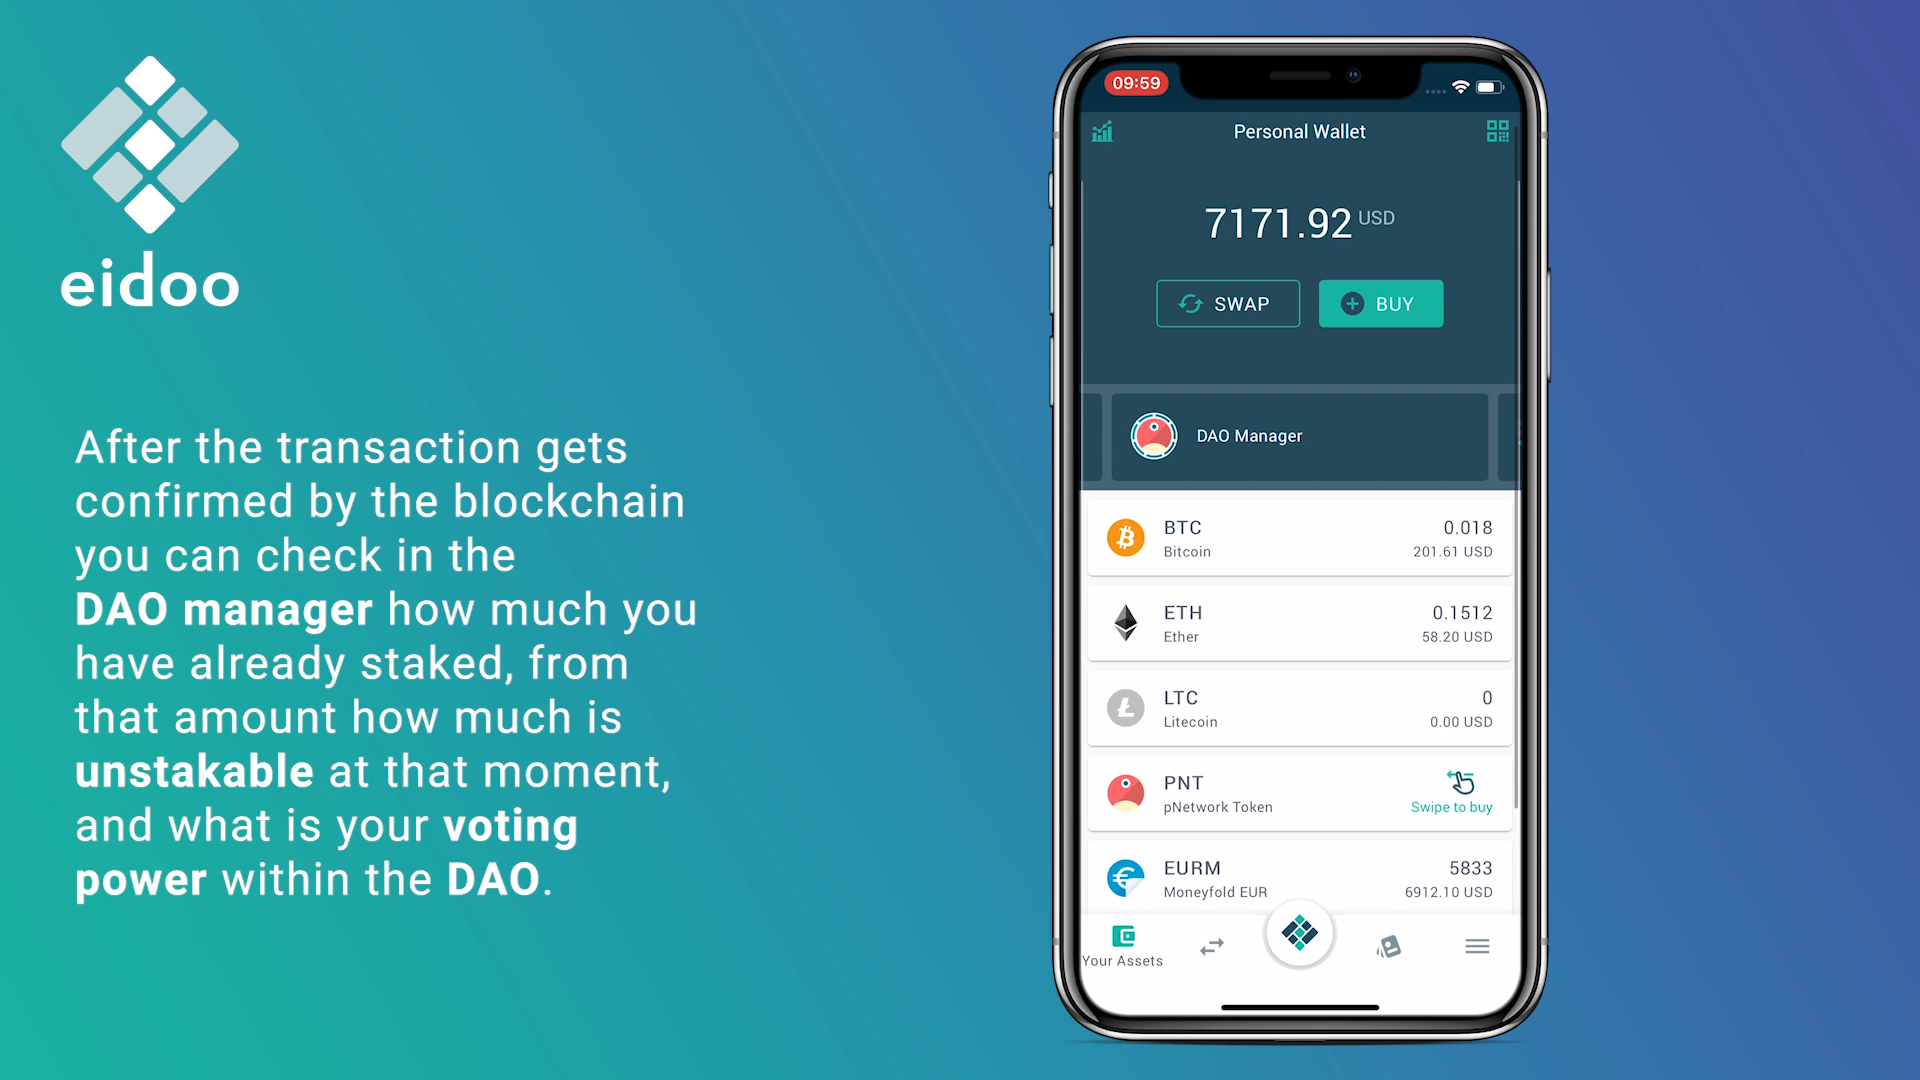 eidoo
After the transaction gets
confirmed by the blockchain
you can check in the
DAO manager how much you
have already staked, from
that amount how much is
unstakable at that moment,
and what is your voting
power within the DAO.
09:59
Personal Wallet
7171.92 USD
SWAP
BUY
DAO Manager
BTC 0.018
Bitcoin 201.61 USD
ETH 0.1512
Ether 58.20 USD
LTC 0
Litecoin 0.00 USD
PNT
pNetwork Token Swipe to buy
EURM 5833
Moneyfold EUR 6912.10 USD
Your Assets